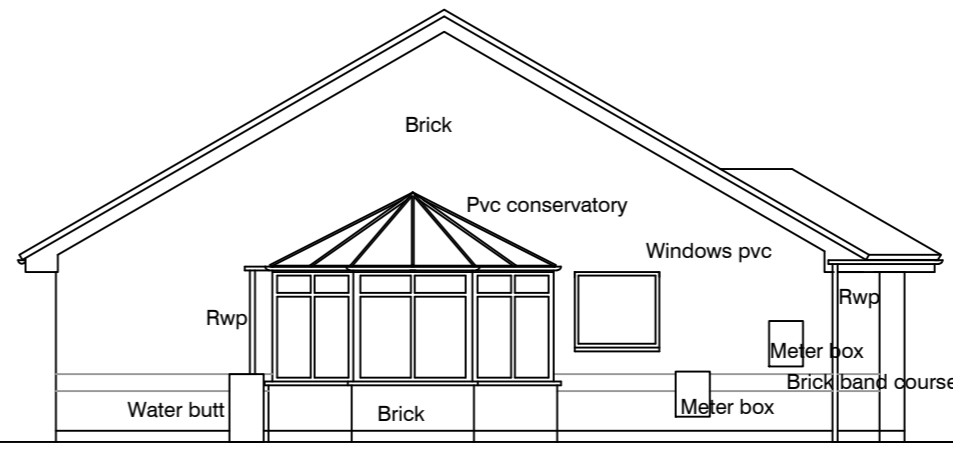 Brick
Pvc conservatory
Windows pvc
Rwp
Rwp
Meter box
Brick band course
Meter box
Water butt
Brick